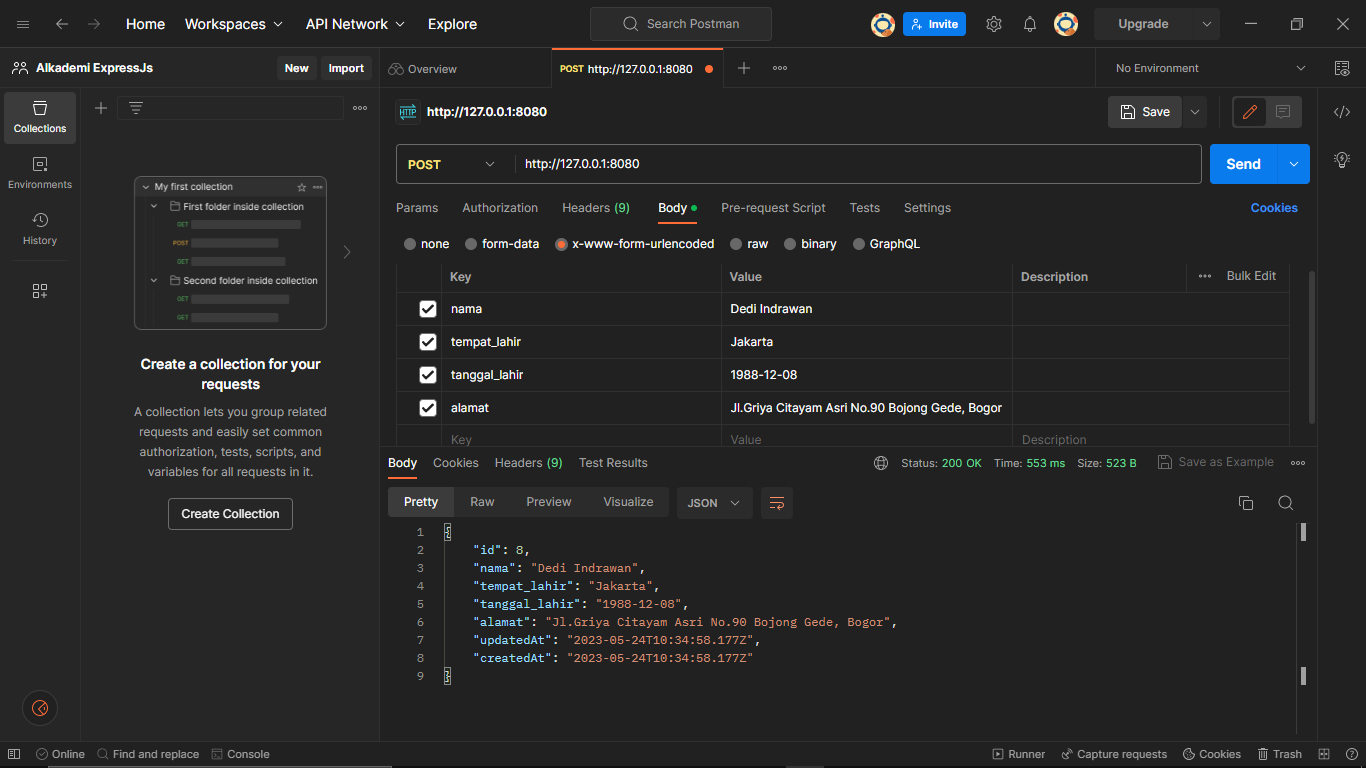 Home Workspaces API Network Explore Search Postman Invite Upgrade
Alkademi ExpressJs New Import Overview POST http://127.0.0.1:8080 No Environment
Collections
Environments
History
My first collection
First folder inside collection
GET
POST
GET
Second folder inside collection
GET
GET
Create a collection for your
requests
A collection lets you group related
requests and easily set common
authorization, tests, scripts, and
variables for all requests in it.
Create Collection
HTTP http://127.0.0.1:8080 Save
POST http://127.0.0.1:8080 Send
Params Authorization Headers (9) Body Pre-request Script Tests Settings Cookies
none form-data x-www-form-urlencoded raw binary GraphQL
Key Value Description Bulk Edit
nama Dedi Indrawan
tempat_lahir Jakarta
tanggal_lahir 1988-12-08
alamat Jl.Griya Citayam Asri No.90 Bojong Gede, Bogor
Key Value Description
Body Cookies Headers (9) Test Results Status: 200 OK Time: 553 ms Size: 523 B Save as Example
Pretty Raw Preview Visualize JSON
1 {
2 "id": 8,
3 "nama": "Dedi Indrawan",
4 "tempat_lahir": "Jakarta",
5 "tanggal_lahir": "1988-12-08",
6 "alamat": "Jl.Griya Citayam Asri No.90 Bojong Gede, Bogor",
7 "updatedAt": "2023-05-24T10:34:58.177Z",
8 "createdAt": "2023-05-24T10:34:58.177Z"
9 }
Online Find and replace Console Runner Capture requests Cookies Trash